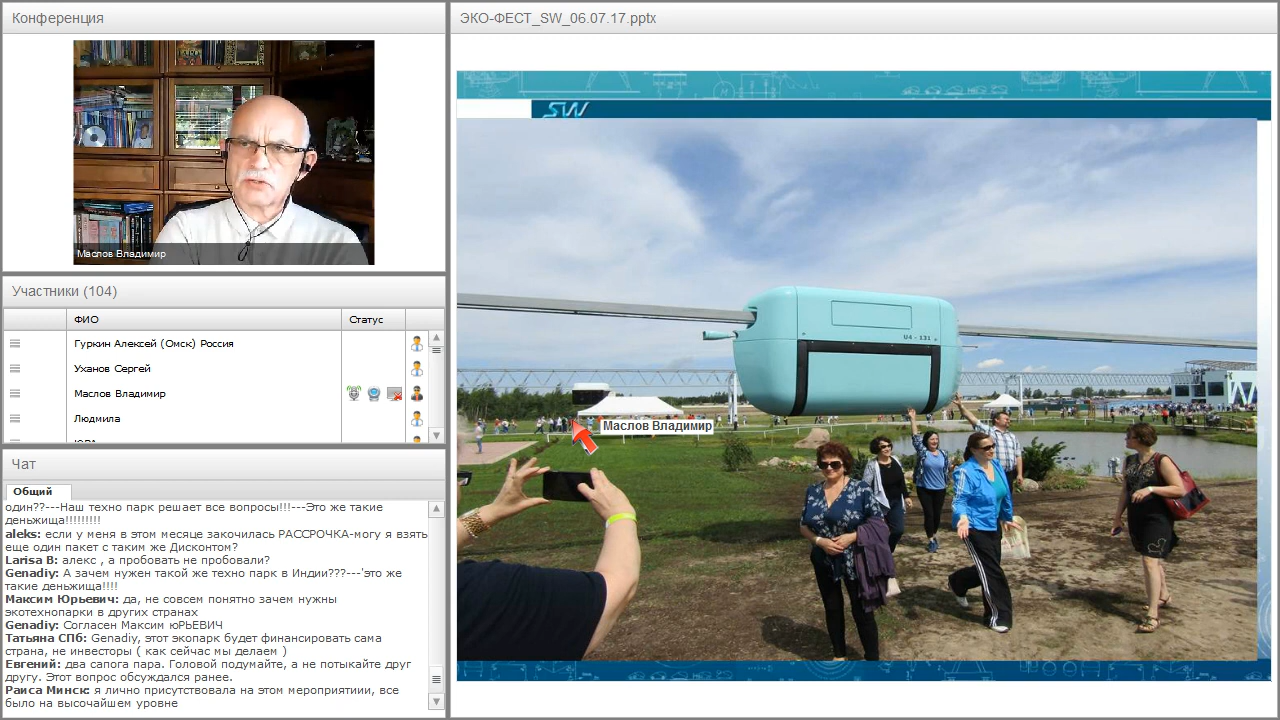 Конференция
Маслов Владимир
Участники (104)
ФИО
Статус
Гуркин Алексей (Омск) Россия.
Уханов Сергей
Маслов Владимир
Людмила
Чат
Общий
один??---Наш техно парк решает все вопросы!!!---Это же такие
деньжища!!!!!!!!!
aleks: если у меня в этом месяце закочились РАССРОЧКА-могу я взять
еще один пакет с таким же Дисконтом?
Larisa B: алекс , а пробовать не пробовали?
Genadiy: А зачем нужен такой же техно парк в Индии???---'это же
такие деньжища!!!!
Максим Юрьевич: да, не совсем понятно зачем нужны
экотехнопарки в других странах
Genadiy: Согласен Максим юРЬЕВИЧ
Татьяна СПб: Genadiy, этот экопарк будет финансировать сама
страна, не инвесторы ( как сейчас мы делаем )
Евгений: два сапога пара. Головой подумайте, а не потыкайте друг
другу. Этот вопрос обсуждался ранее.
Раиса Минск: я лично присутствовала на этом мероприятиии, все
было на высочайшем уровне
ЭКО-ФЕСТ_SW_06.07.17.pptx
SW
U4 - 131
Маслов Владимир